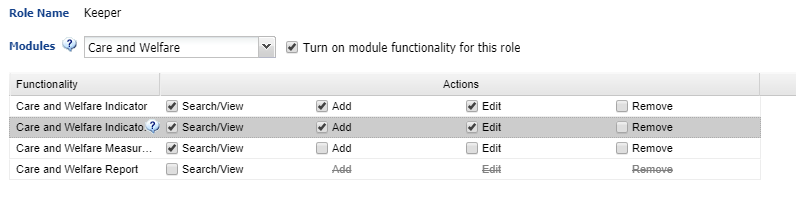 Role Name Keeper
Modules ? Care and Welfare Turn on module functionality for this role
Functionality Actions
Care and Welfare Indicator Search/View Add Edit Remove
Care and Welfare Indicato... ? Search/View Add Edit Remove
Care and Welfare Measur... Search/View Add Edit Remove
Care and Welfare Report Search/View Add Edit Remove